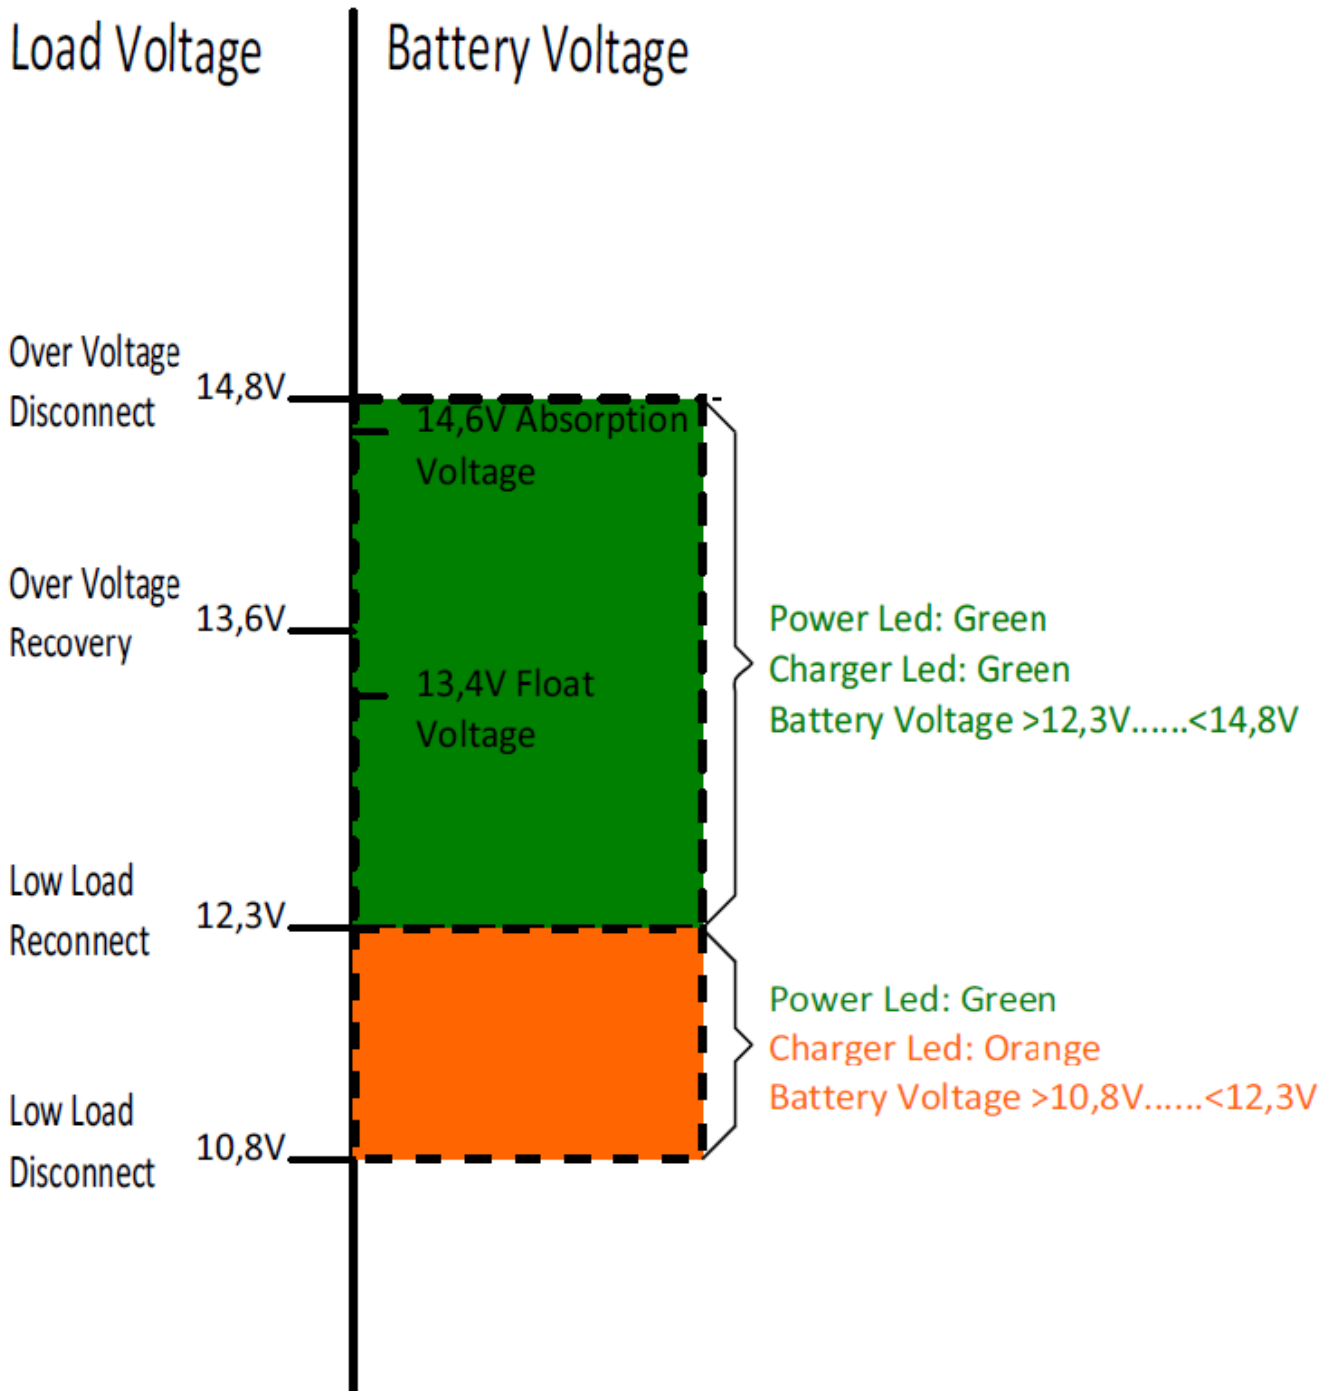 Load Voltage
Battery Voltage
Over Voltage
Disconnect
14,8V
14,6V Absorption
Voltage
Over Voltage
Recovery
13,6V
13,4V Float
Voltage
Power Led: Green
Charger Led: Green
Battery Voltage >12,3V......<14,8V
Low Load
Reconnect
12,3V
Power Led: Green
Charger Led: Orange
Battery Voltage >10,8V......<12,3V
Low Load
Disconnect
10,8V